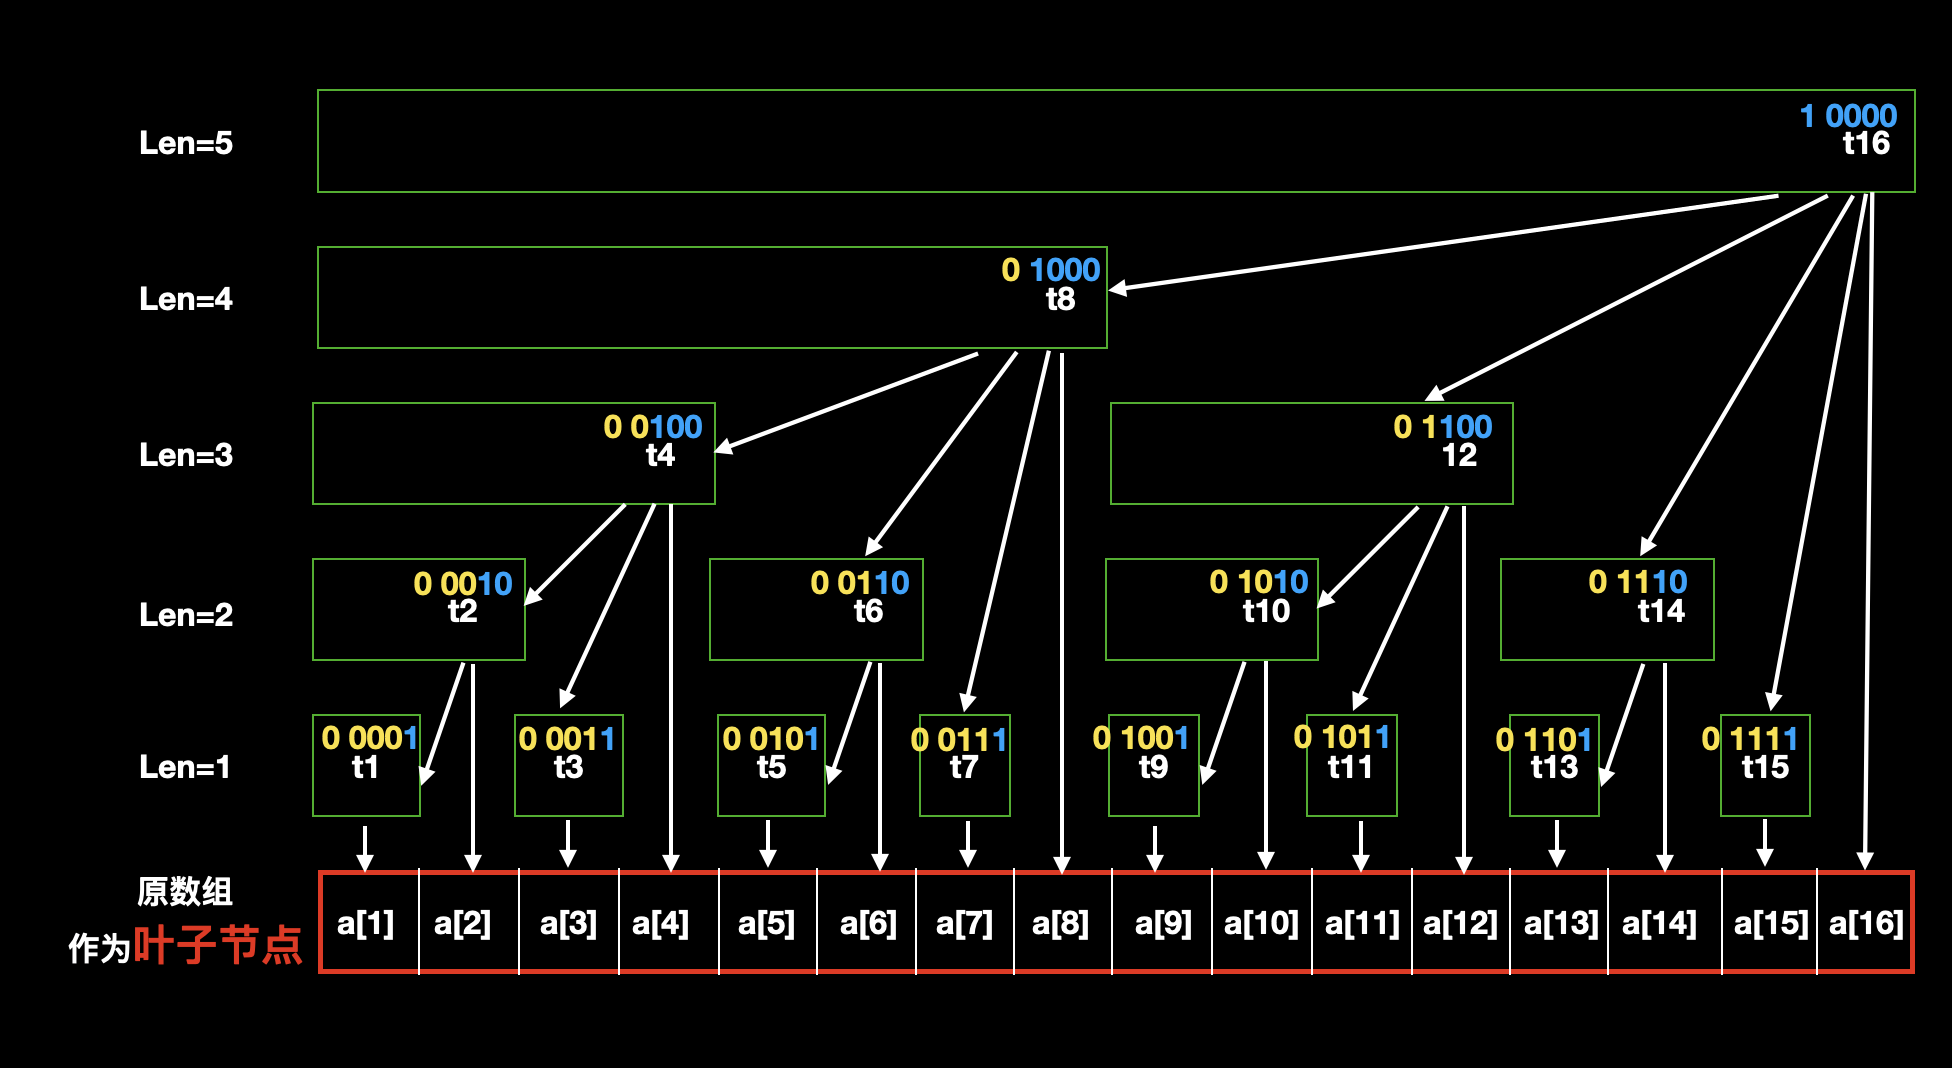 1 0000
Len=5
t16
0 1000
Len=4
t8
0 0100
0 1100
Len=3
t4
12
0 0010
0 0110
0 1010
0 1110
Len=2
t2
t6
t10
t14
0 0001
0 0011
0 0101
0 0111
0 1001
0 1011
0 1101
0 1111
Len=1
t1
t3
t5
t7
t9
t11
t13
t15
原数组
作为叶子节点
a[1]
a[2]
a[3]
a[4]
a[5]
a[6]
a[7]
a[8]
a[9]
a[10]
a[11]
a[12]
a[13]
a[14]
a[15]
a[16]